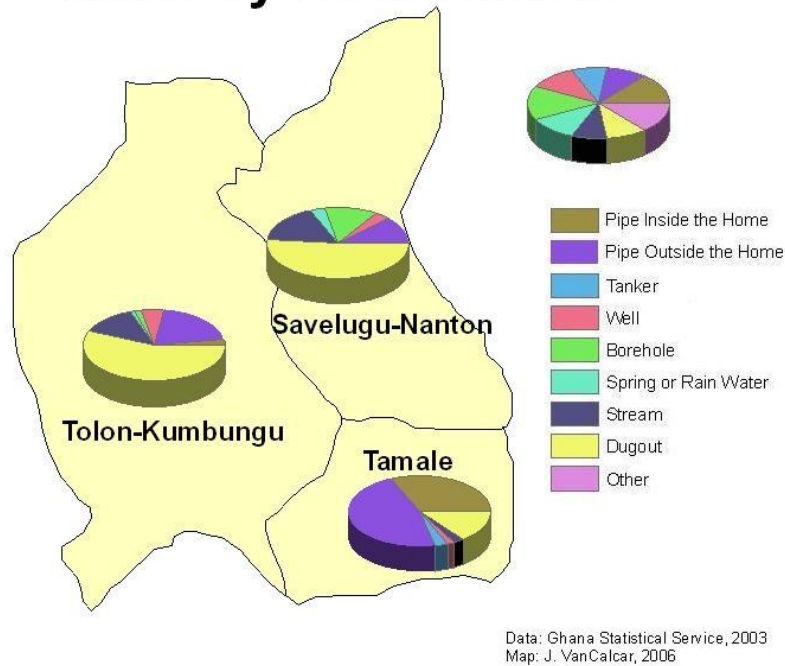 Savelugu-Nanton
Tolon-Kumbungu
Tamale
Pipe Inside the Home
Pipe Outside the Home
Tanker
Well
Borehole
Spring or Rain Water
Stream
Dugout
Other
Data: Ghana Statistical Service, 2003
Map: J. VanCalcar, 2006